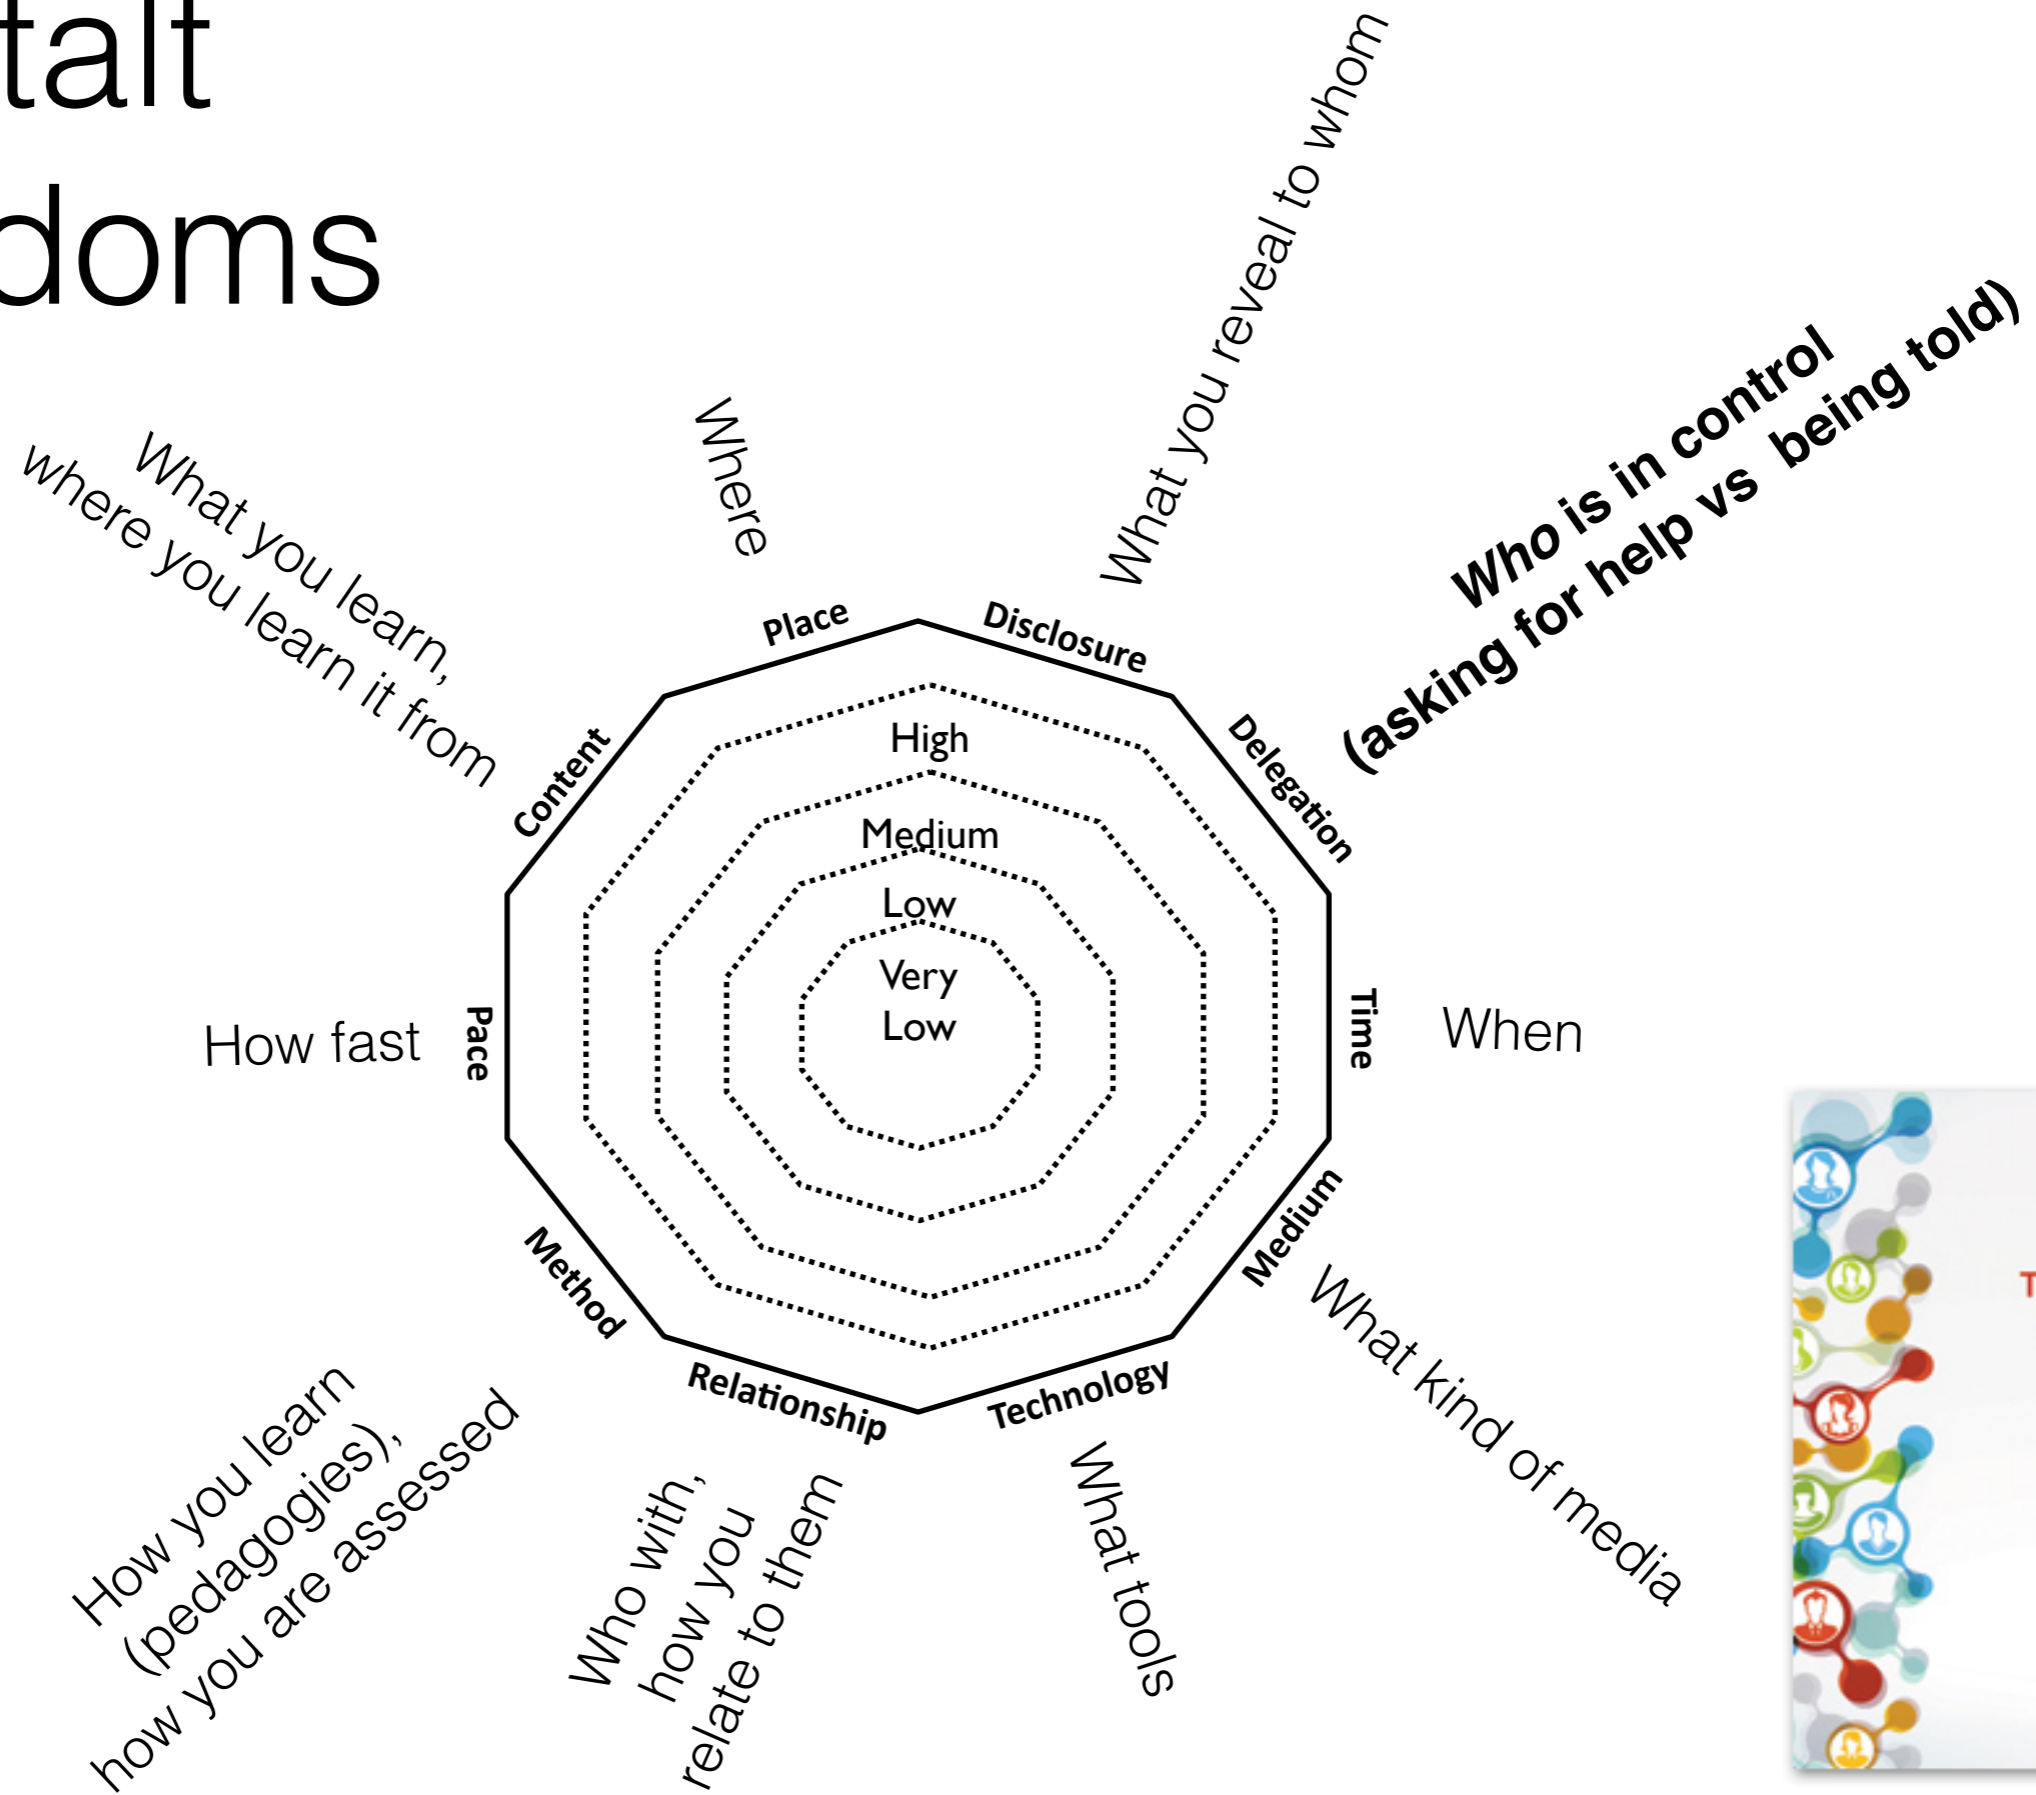 talt
doms
What you reveal to whom
Who is in control
(asking for help vs being told)
Where
What you learn,
where you learn it from
Place
Disclosure
Content
Delegation
High
Medium
Low
Very
Low
Pace
Time
How fast
When
Method
Medium
Relationship
Technology
What kind of media
How you learn
(pedagogies),
how you are assessed
Who with,
how you
relate to them
What tools
T